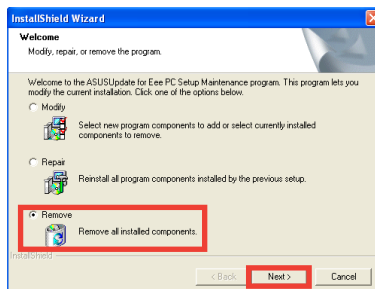 InstallShield Wizard
Welcome
Modify, repair, or remove the program.
Welcome to the ASUSUpdate for Eee PC Setup Maintenance program. This program lets you
modify the current installation. Click one of the options below.
Modify
Select new program components to add or select currently installed
components to remove.
Repair
Reinstall all program components installed by the previous setup.
Remove
Remove all installed components.
InstallShield
< Back
Next >
Cancel